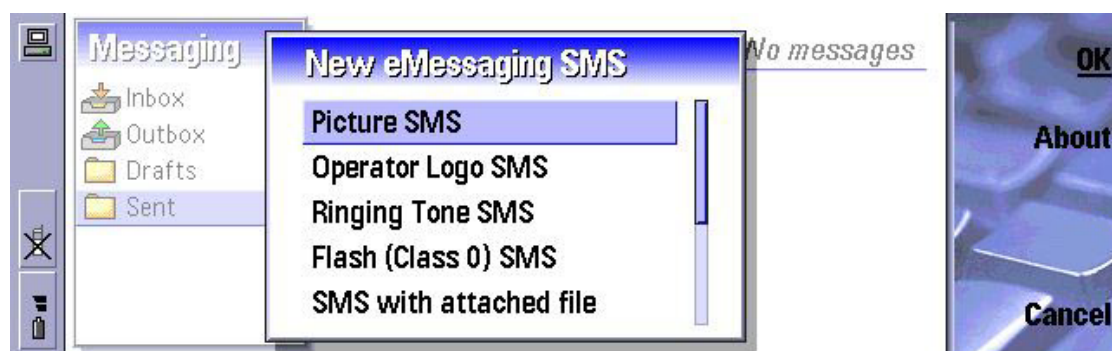 Messaging
Inbox
Outbox
Drafts
Sent
New eMessaging SMS
Picture SMS
Operator Logo SMS
Ringing Tone SMS
Flash (Class 0) SMS
SMS with attached file
No messages
OK
About
Cancel